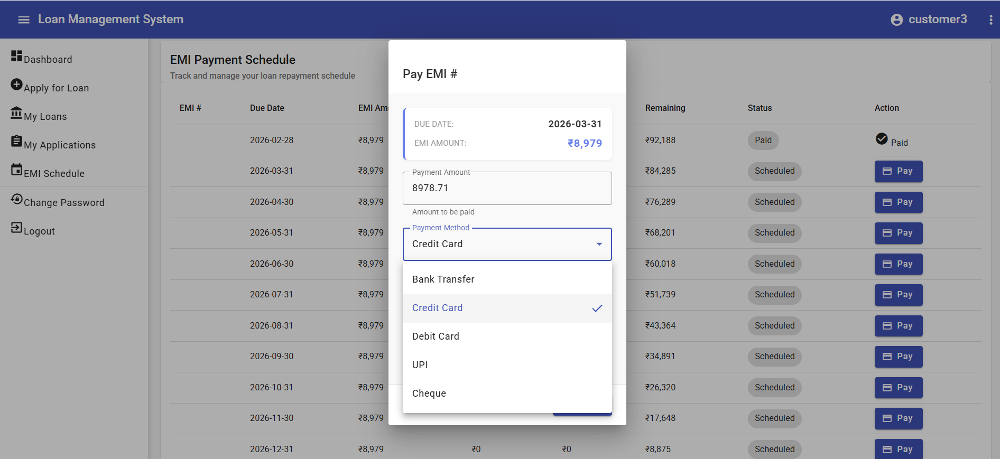 Loan Management System
customer3
Dashboard
Apply for Loan
My Loans
My Applications
EMI Schedule
Change Password
Logout
EMI Payment Schedule
Track and manage your loan repayment schedule
EMI # Due Date EMI Am Remaining Status Action
2026-02-28 ₹8,979 ₹92,188 Paid Paid
2026-03-31 ₹8,979 ₹84,285 Scheduled Pay
2026-04-30 ₹8,979 ₹76,289 Scheduled Pay
2026-05-31 ₹8,979 ₹68,201 Scheduled Pay
2026-06-30 ₹8,979 ₹60,018 Scheduled Pay
2026-07-31 ₹8,979 ₹51,739 Scheduled Pay
2026-08-31 ₹8,979 ₹43,364 Scheduled Pay
2026-09-30 ₹8,979 ₹34,891 Scheduled Pay
2026-10-31 ₹8,979 ₹26,320 Scheduled Pay
2026-11-30 ₹8,979 ₹17,648 Scheduled Pay
2026-12-31 ₹8,979 ₹0 ₹0 ₹8,875 Scheduled Pay
Pay EMI #
DUE DATE: 2026-03-31
EMI AMOUNT: ₹8,979
Payment Amount
8978.71
Amount to be paid
Payment Method
Credit Card
Bank Transfer
Credit Card
Debit Card
UPI
Cheque